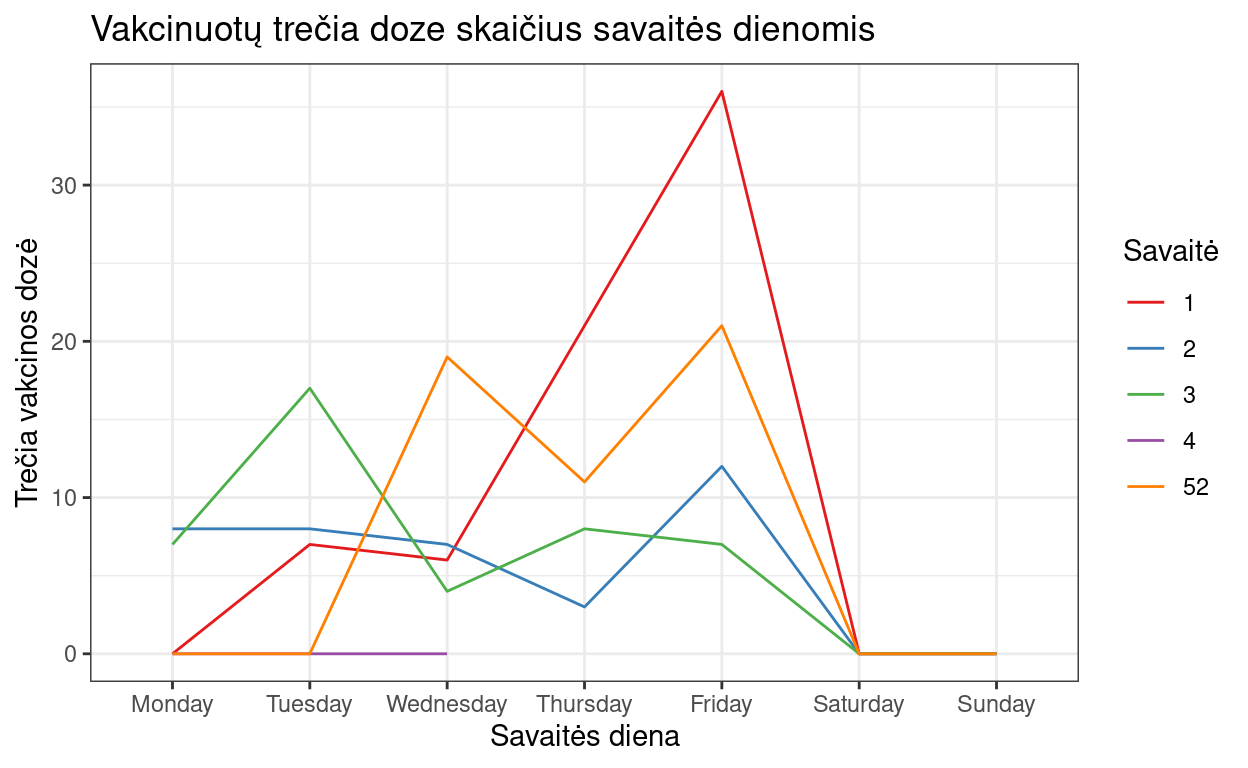 Vakcinuotų trečia doze skaičius savaitės dienomis
Trečia vakcinos dozė
30
20
10
0
Monday Tuesday Wednesday Thursday Friday Saturday Sunday
Savaitės diena
Savaitė
1
2
3
4
52